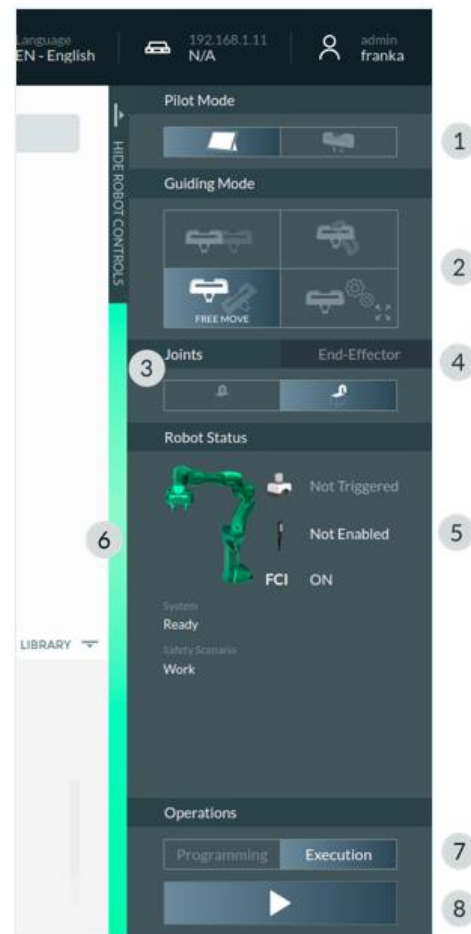 Language
EN - English
192.168.1.11
N/A
admin
franka
Pilot Mode
1
HIDE ROBOT CONTROLS
Guiding Mode
2
FREE MOVE
3
Joints
End-Effector
4
Robot Status
Not Triggered
Not Enabled
5
6
FCI ON
System
Ready
LIBRARY
Safety Scenario
Work
Operations
Programming
Execution
7
8